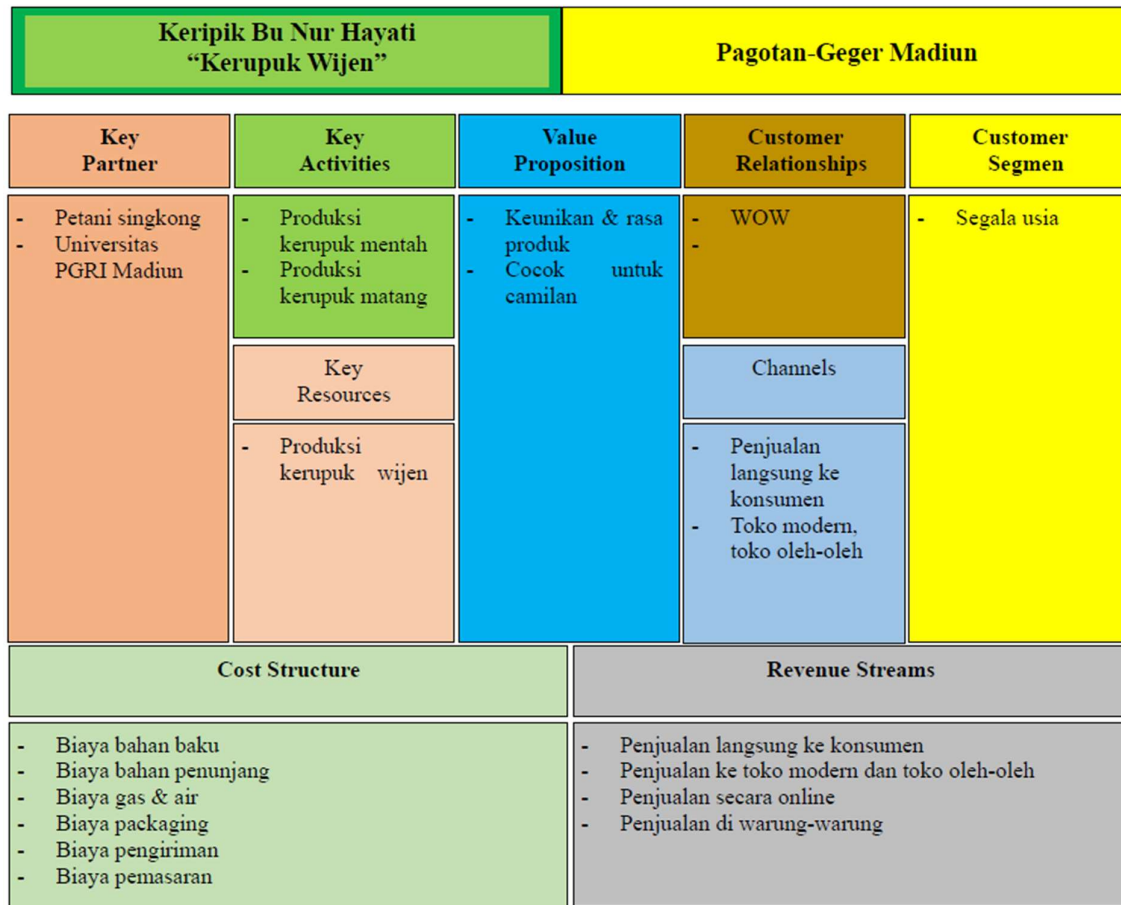 Keripik Bu Nur Hayati
“Kerupuk Wijen”
Pagotan-Geger Madiun
Key
Partner
- Petani singkong
- Universitas
PGRI Madiun
Key
Activities
- Produksi
kerupuk mentah
- Produksi
kerupuk matang
Key
Resources
- Produksi
kerupuk wijen
Value
Proposition
- Keunikan & rasa
produk
- Cocok untuk
camilan
Customer
Relationships
- WOW
-
Channels
- Penjualan
langsung ke
konsumen
- Toko modern,
toko oleh-oleh
Customer
Segmen
- Segala usia
Cost Structure
- Biaya bahan baku
- Biaya bahan penunjang
- Biaya gas & air
- Biaya packaging
- Biaya pengiriman
- Biaya pemasaran
Revenue Streams
- Penjualan langsung ke konsumen
- Penjualan ke toko modern dan toko oleh-oleh
- Penjualan secara online
- Penjualan di warung-warung